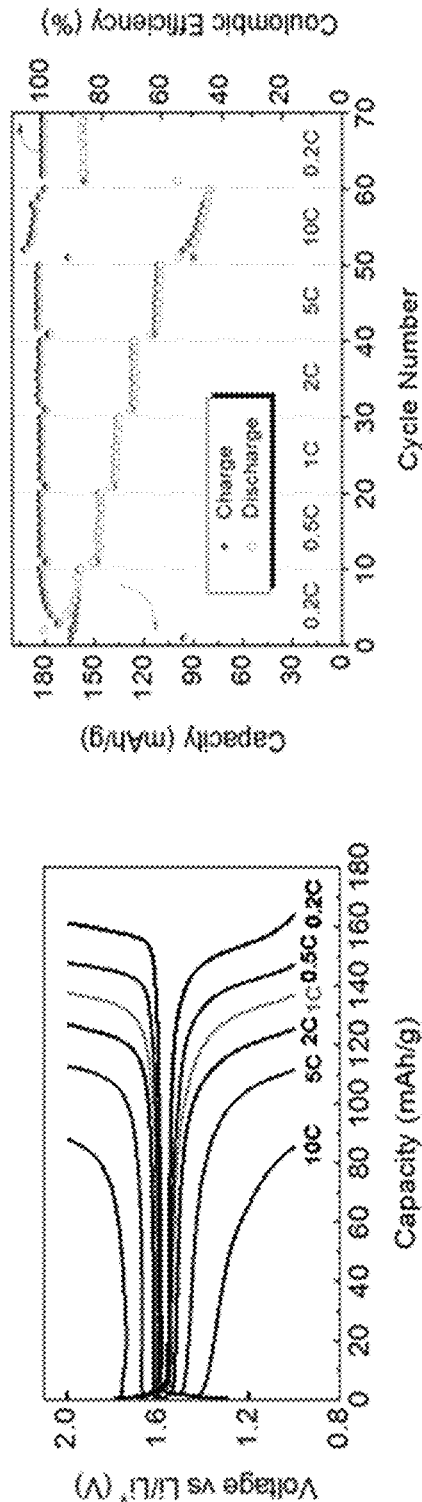 Voltage vs Li/Li⁺ (V)
2.0
1.6
1.2
0.8
10C
5C
2C
1C
0.5C
0.2C
0 20 40 60 80 100 120 140 160 180
Capacity (mAh/g)
Capacity (mAh/g)
180
150
120
90
60
30
0
Charge
Discharge
0.2C 0.5C 1C 2C 5C 10C 0.2C
0 10 20 30 40 50 60 70
Cycle Number
100
80
60
40
20
0
Coulombic Efficiency (%)